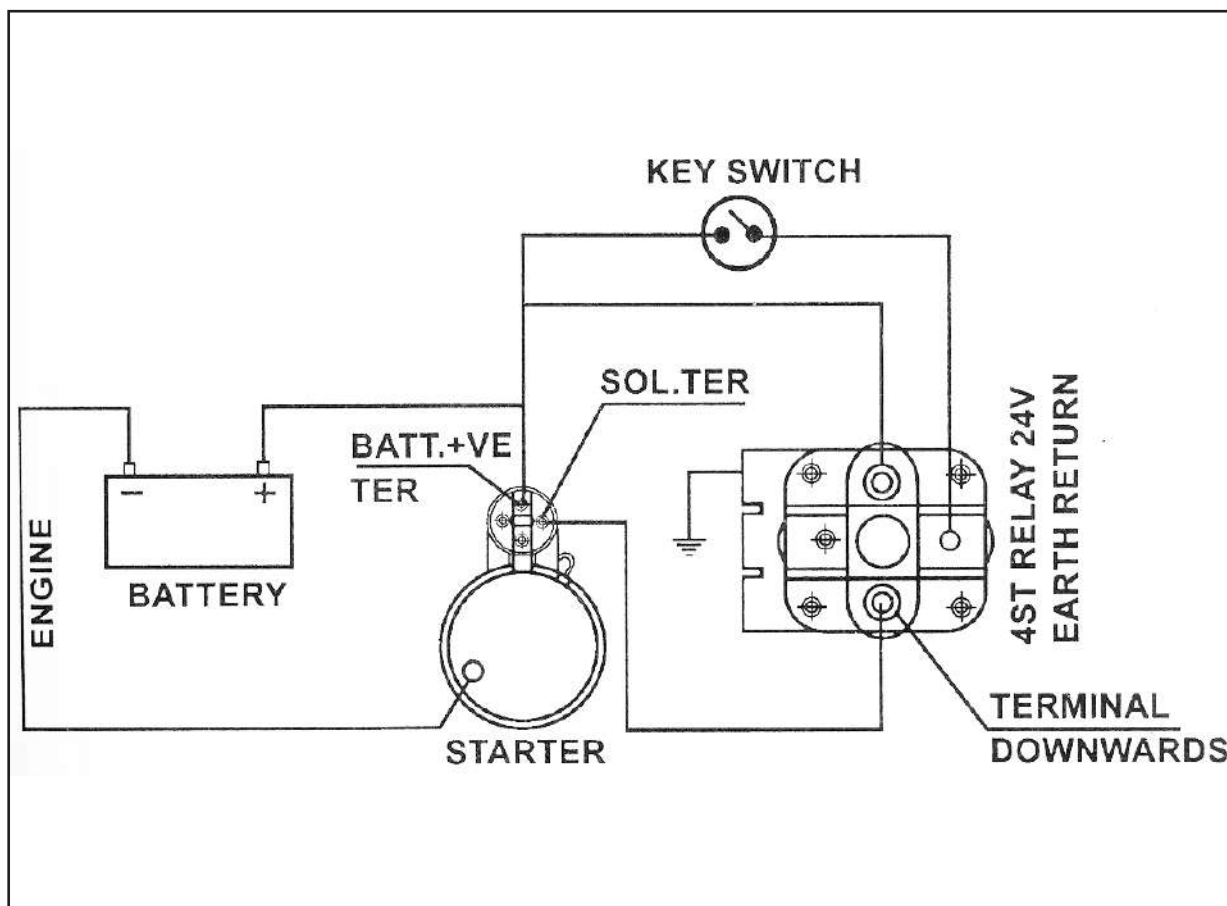 KEY SWITCH
SOL.TER
BATT.+VE
TER
− +
BATTERY
ENGINE
STARTER
4ST RELAY 24V
EARTH RETURN
TERMINAL
DOWNWARDS